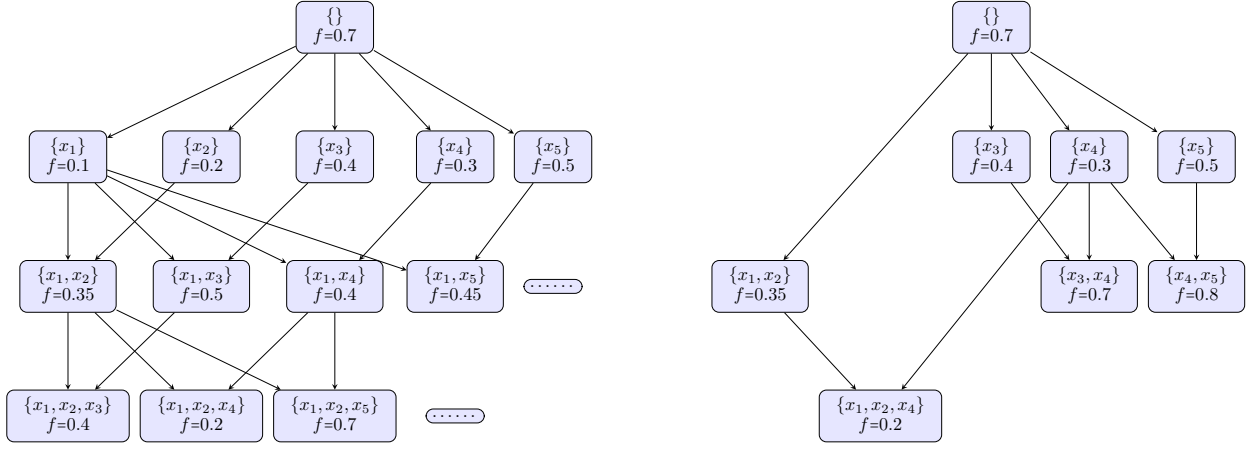 {}
f=0.7
{x₁}
f=0.1
{x₂}
f=0.2
{x₃}
f=0.4
{x₄}
f=0.3
{x₅}
f=0.5
{x₁, x₂}
f=0.35
{x₁, x₃}
f=0.5
{x₁, x₄}
f=0.4
{x₁, x₅}
f=0.45
......
{x₁, x₂, x₃}
f=0.4
{x₁, x₂, x₄}
f=0.2
{x₁, x₂, x₅}
f=0.7
......
{}
f=0.7
{x₃}
f=0.4
{x₄}
f=0.3
{x₅}
f=0.5
{x₁, x₂}
f=0.35
{x₃, x₄}
f=0.7
{x₄, x₅}
f=0.8
{x₁, x₂, x₄}
f=0.2